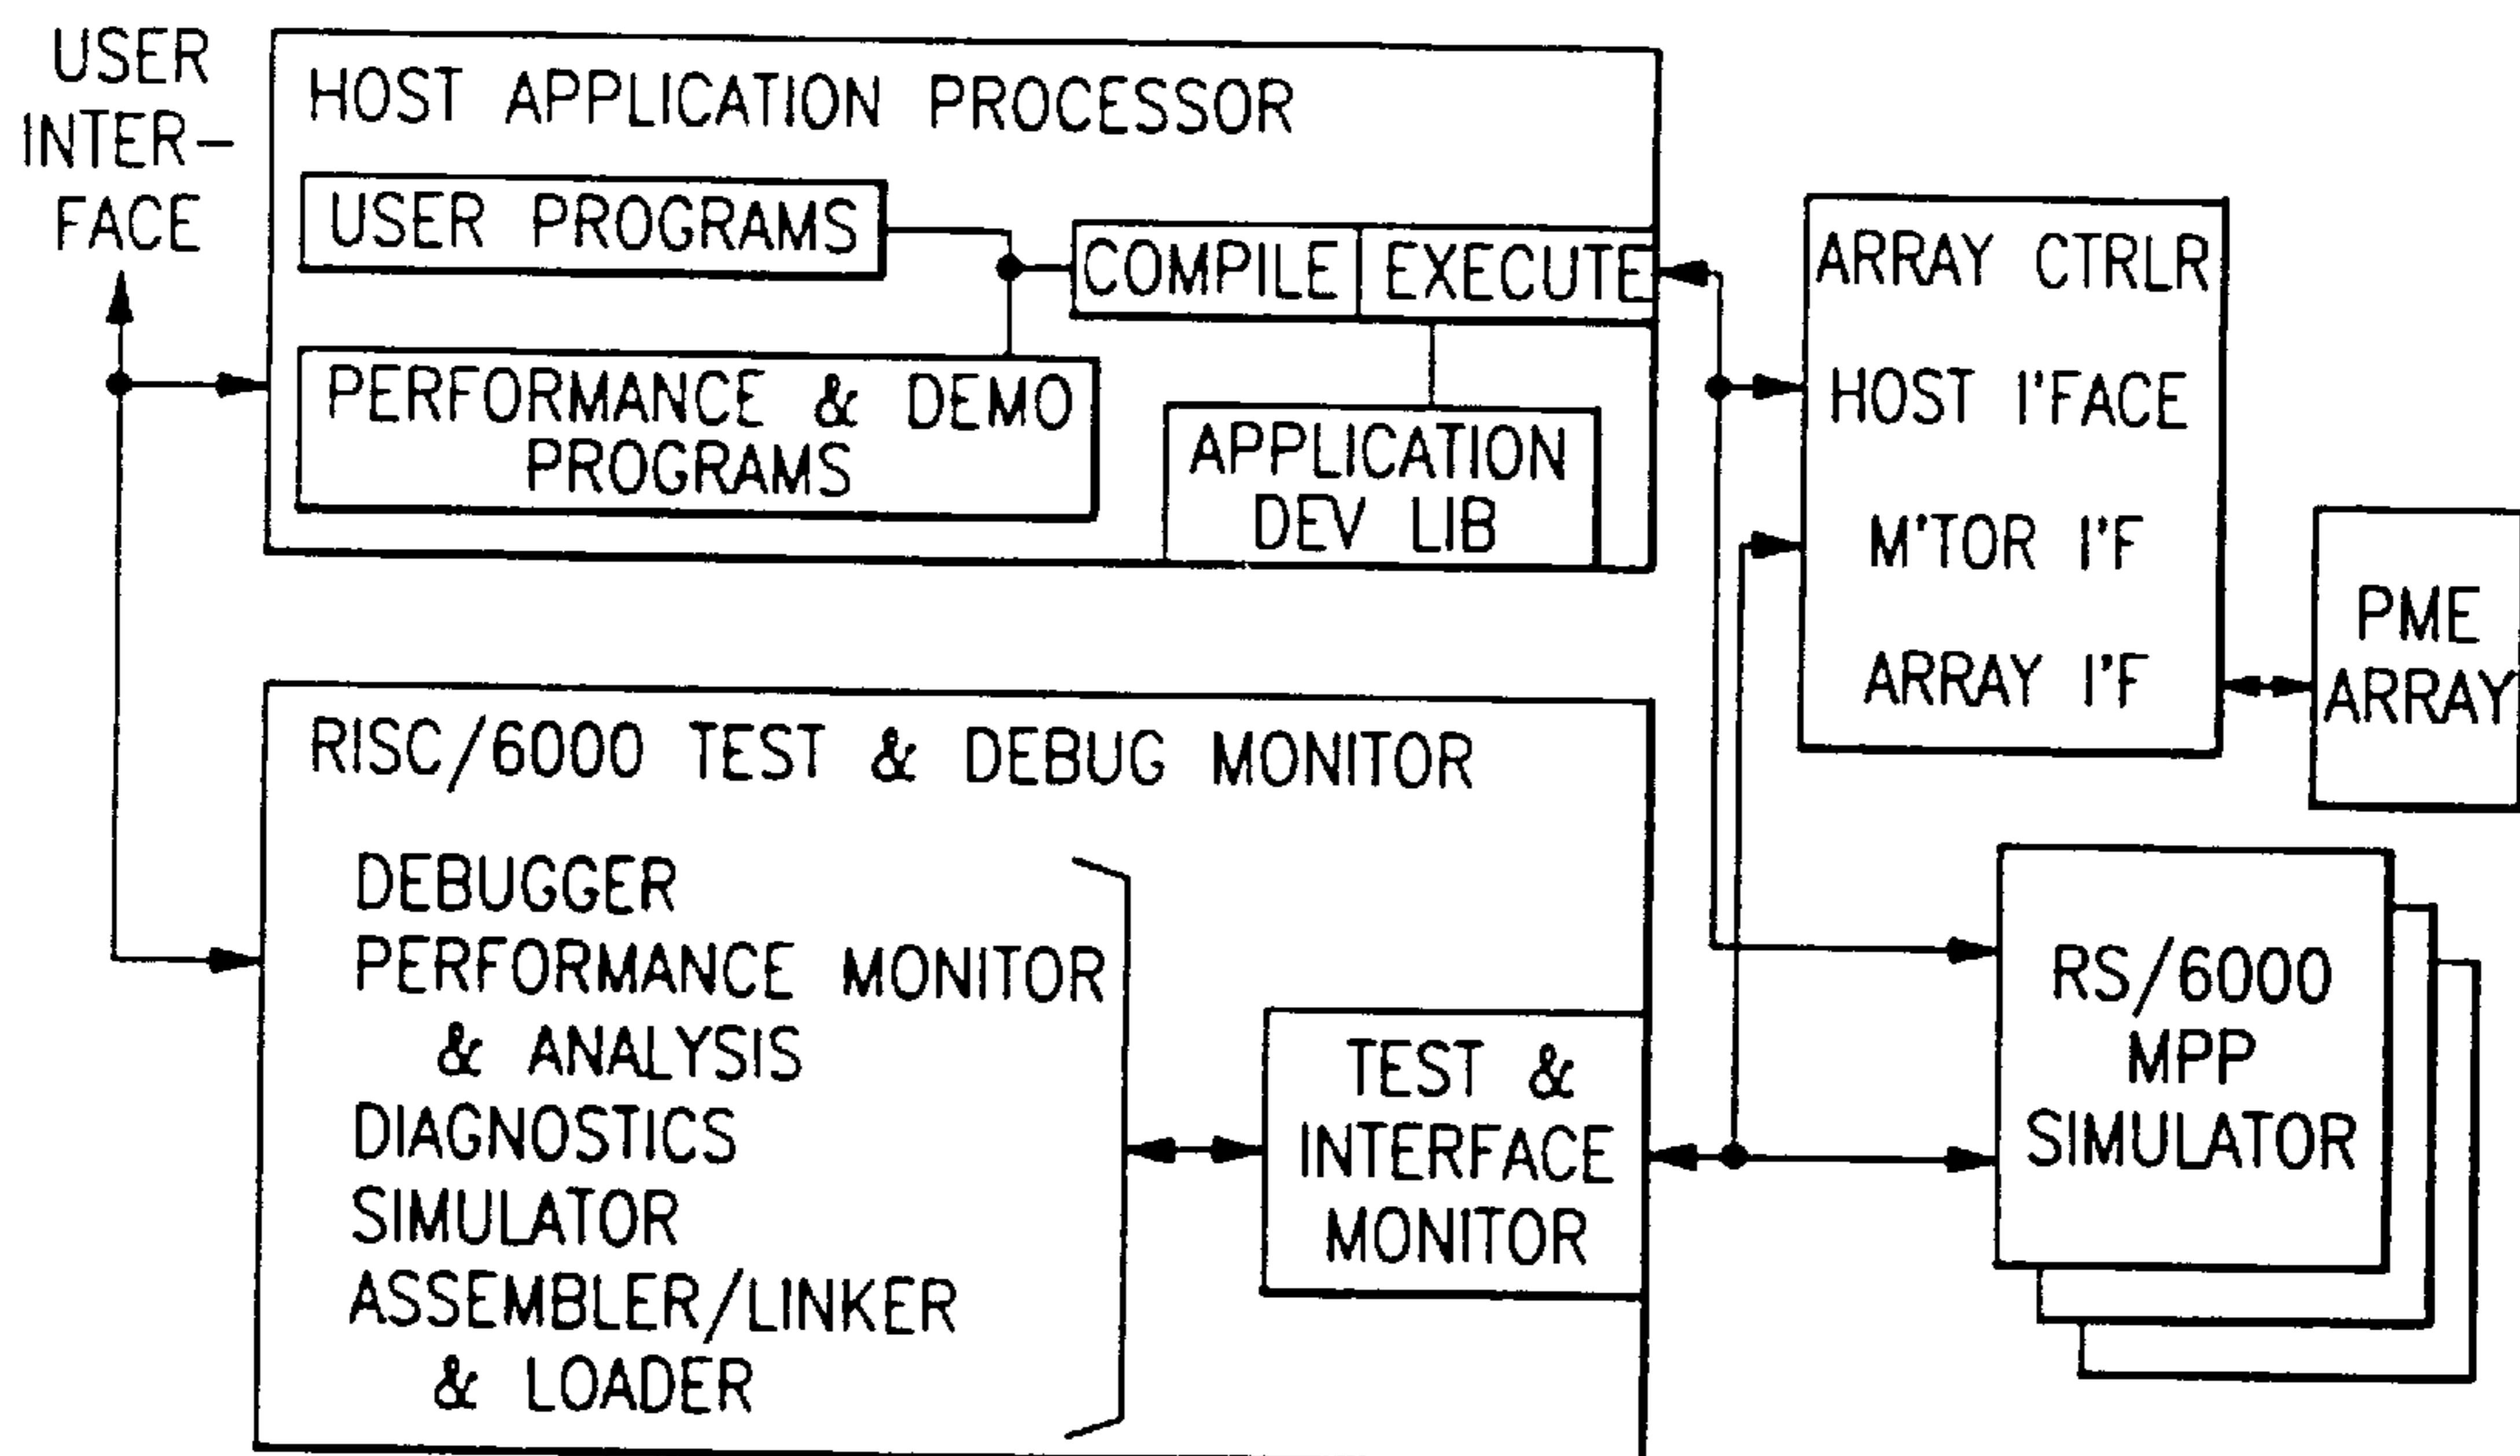 USER
INTER-
FACE
HOST APPLICATION PROCESSOR
USER PROGRAMS
COMPILE
EXECUTE
PERFORMANCE & DEMO
PROGRAMS
APPLICATION
DEV LIB
ARRAY CTRLR
HOST I'FACE
M'TOR I'F
ARRAY I'F
PME
ARRAY
RISC/6000 TEST & DEBUG MONITOR
DEBUGGER
PERFORMANCE MONITOR
& ANALYSIS
DIAGNOSTICS
SIMULATOR
ASSEMBLER/LINKER
& LOADER
TEST &
INTERFACE
MONITOR
RS/6000
MPP
SIMULATOR